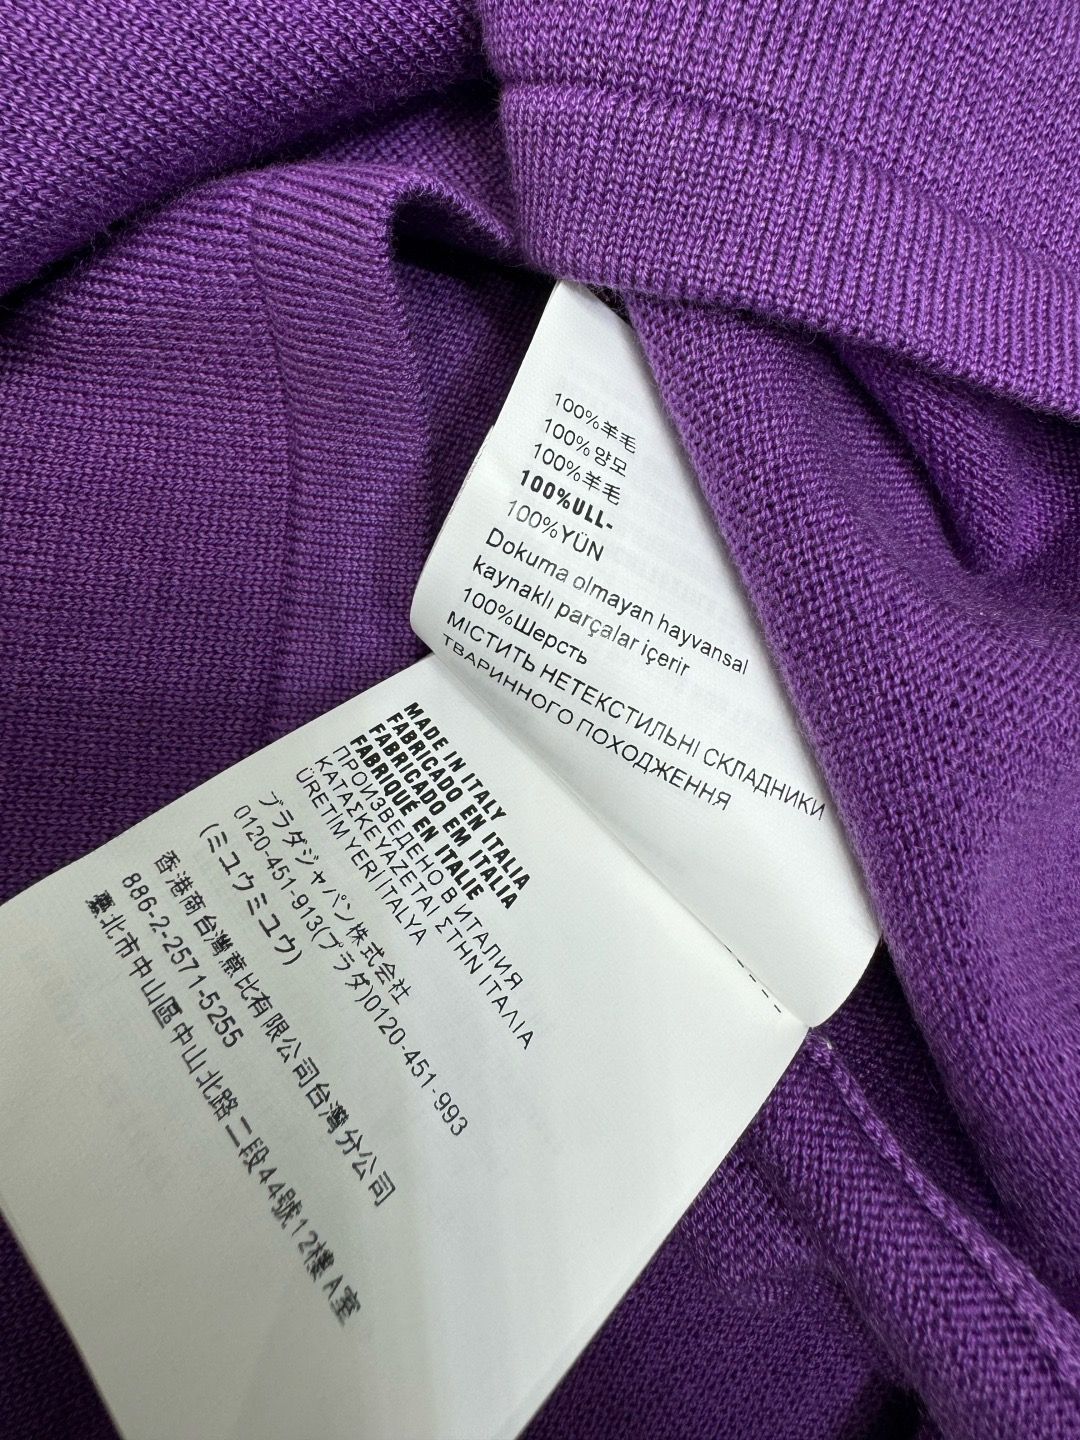 100%羊毛
100% 양모
100%羊毛
100%ULL-
100%YÜN
Dokuma olmayan hayvansal
kaynaklı parçalar içerir
100%Шерсть
МІСТИТЬ НЕТЕКСТИЛЬНІ СКЛАДНИКИ
ТВАРИННОГО ПОХОДЖЕННЯ
MADE IN ITALY
FABRICADO EN ITALIA
FABRICADO EM ITALIA
FABRIQUÉ EN ITALIE
ПРОИЗВЕДЕНО В ИТАЛИЯ
ΚΑΤΑΣΚΕΥΑΖΕΤΑΙ ΣΤΗΝ ΙΤΑΛΙΑ
ÜRETİM YERİ İTALYA
プラダジャパン株式会社
0120-451-913(プラダ)0120-451-993
(ミユウミユウ)
香港商台灣蕙比有限公司台灣分公司
886-2-2571-5255
臺北市中山區中山北路二段44號12樓A室